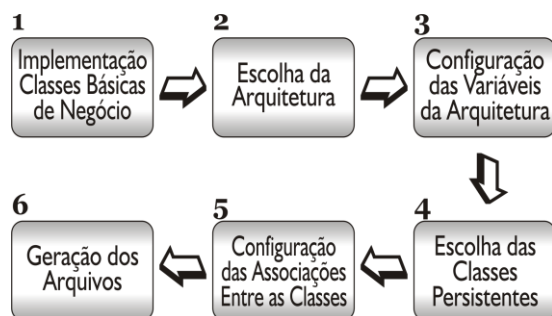 1
Implementação
Classes Básicas
de Negócio
2
Escolha da
Arquitetura
3
Configuração
das Variáveis
da Arquitetura
4
Escolha das
Classes
Persistentes
5
Configuração
das Associações
Entre as Classes
6
Geração dos
Arquivos